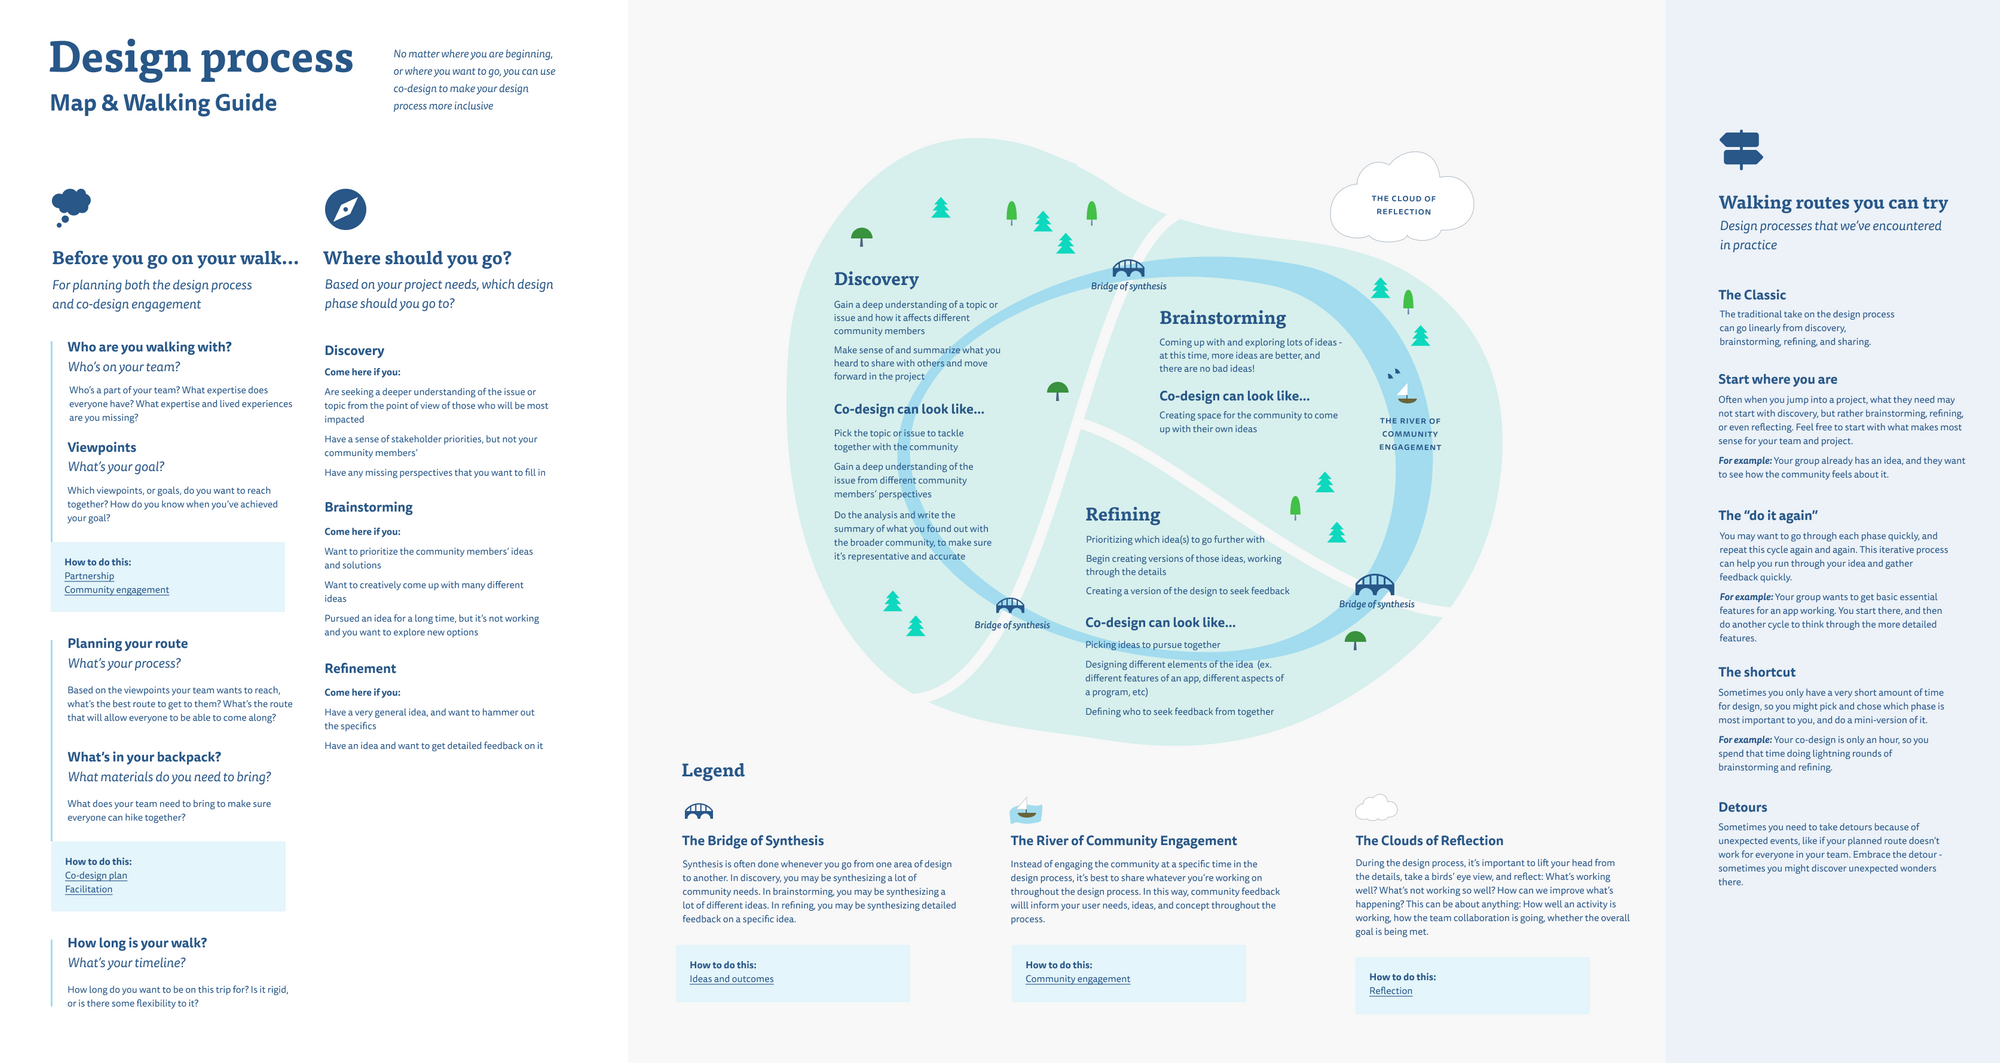 Design process
Map & Walking Guide
No matter where you are beginning,
or where you want to go, you can use
co-design to make your design
process more inclusive
Before you go on your walk...
For planning both the design process
and co-design engagement
Who are you walking with?
Who's on your team?
Who's a part of your team? What expertise does
everyone have? What expertise and lived experiences
are you missing?
Viewpoints
What's your goal?
Which viewpoints, or goals, do you want to reach
together? How do you know when you've achieved
your goal?
How to do this:
Partnership
Community engagement
Planning your route
What's your process?
Based on the viewpoints your team wants to reach,
what's the best route to get to them? What's the route
that will allow everyone to be able to come along?
What's in your backpack?
What materials do you need to bring?
What does your team need to bring to make sure
everyone can hike together?
How to do this:
Co-design plan
Facilitation
How long is your walk?
What's your timeline?
How long do you want to be on this trip for? Is it rigid,
or is there some flexibility to it?
Where should you go?
Based on your project needs, which design
phase should you go to?
Discovery
Come here if you:
Are seeking a deeper understanding of the issue or
topic from the point of view of those who will be most
impacted
Have a sense of stakeholder priorities, but not your
community members'
Have any missing perspectives that you want to fill in
Brainstorming
Come here if you:
Want to prioritize the community members' ideas
and solutions
Want to creatively come up with many different
ideas
Pursued an idea for a long time, but it's not working
and you want to explore new options
Refinement
Come here if you:
Have a very general idea, and want to hammer out
the specifics
Have an idea and want to get detailed feedback on it
THE CLOUD OF
REFLECTION
Bridge of synthesis
Discovery
Gain a deep understanding of a topic or
issue and how it affects different
community members
Make sense of and summarize what you
heard to share with others and move
forward in the project
Co-design can look like...
Pick the topic or issue to tackle
together with the community
Gain a deep understanding of the
issue from different community
members' perspectives
Do the analysis and write the
summary of what you found out with
the broader community, to make sure
it's representative and accurate
Brainstorming
Coming up with and exploring lots of ideas -
at this time, more ideas are better, and
there are no bad ideas!
Co-design can look like...
Creating space for the community to come
up with their own ideas
THE RIVER OF
COMMUNITY
ENGAGEMENT
Refining
Prioritizing which idea(s) to go further with
Begin creating versions of those ideas, working
through the details
Creating a version of the design to seek feedback
Co-design can look like...
Picking ideas to pursue together
Designing different elements of the idea (ex.
different features of an app, different aspects of
a program, etc)
Defining who to seek feedback from together
Bridge of synthesis
Bridge of synthesis
Legend
The Bridge of Synthesis
Synthesis is often done whenever you go from one area of design
to another. In discovery, you may be synthesizing a lot of
community needs. In brainstorming, you may be synthesizing a
lot of different ideas. In refining, you may be synthesizing detailed
feedback on a specific idea.
How to do this:
Ideas and outcomes
The River of Community Engagement
Instead of engaging the community at a specific time in the
design process, it's best to share whatever you're working on
throughout the design process. In this way, community feedback
willl inform your user needs, ideas, and concept throughout the
process.
How to do this:
Community engagement
The Clouds of Reflection
During the design process, it's important to lift your head from
the details, take a birds' eye view, and reflect: What's working
well? What's not working so well? How can we improve what's
happening? This can be about anything: How well an activity is
working, how the team collaboration is going, whether the overall
goal is being met.
How to do this:
Reflection
Walking routes you can try
Design processes that we've encountered
in practice
The Classic
The traditional take on the design process
can go linearly from discovery,
brainstorming, refining, and sharing.
Start where you are
Often when you jump into a project, what they need may
not start with discovery, but rather brainstorming, refining,
or even reflecting. Feel free to start with what makes most
sense for your team and project.
For example: Your group already has an idea, and they want
to see how the community feels about it.
The "do it again"
You may want to go through each phase quickly, and
repeat this cycle again and again. This iterative process
can help you run through your idea and gather
feedback quickly.
For example: Your group wants to get basic essential
features for an app working. You start there, and then
do another cycle to think through the more detailed
features.
The shortcut
Sometimes you only have a very short amount of time
for design, so you might pick and chose which phase is
most important to you, and do a mini-version of it.
For example: Your co-design is only an hour, so you
spend that time doing lightning rounds of
brainstorming and refining.
Detours
Sometimes you need to take detours because of
unexpected events, like if your planned route doesn't
work for everyone in your team. Embrace the detour -
sometimes you might discover unexpected wonders
there.